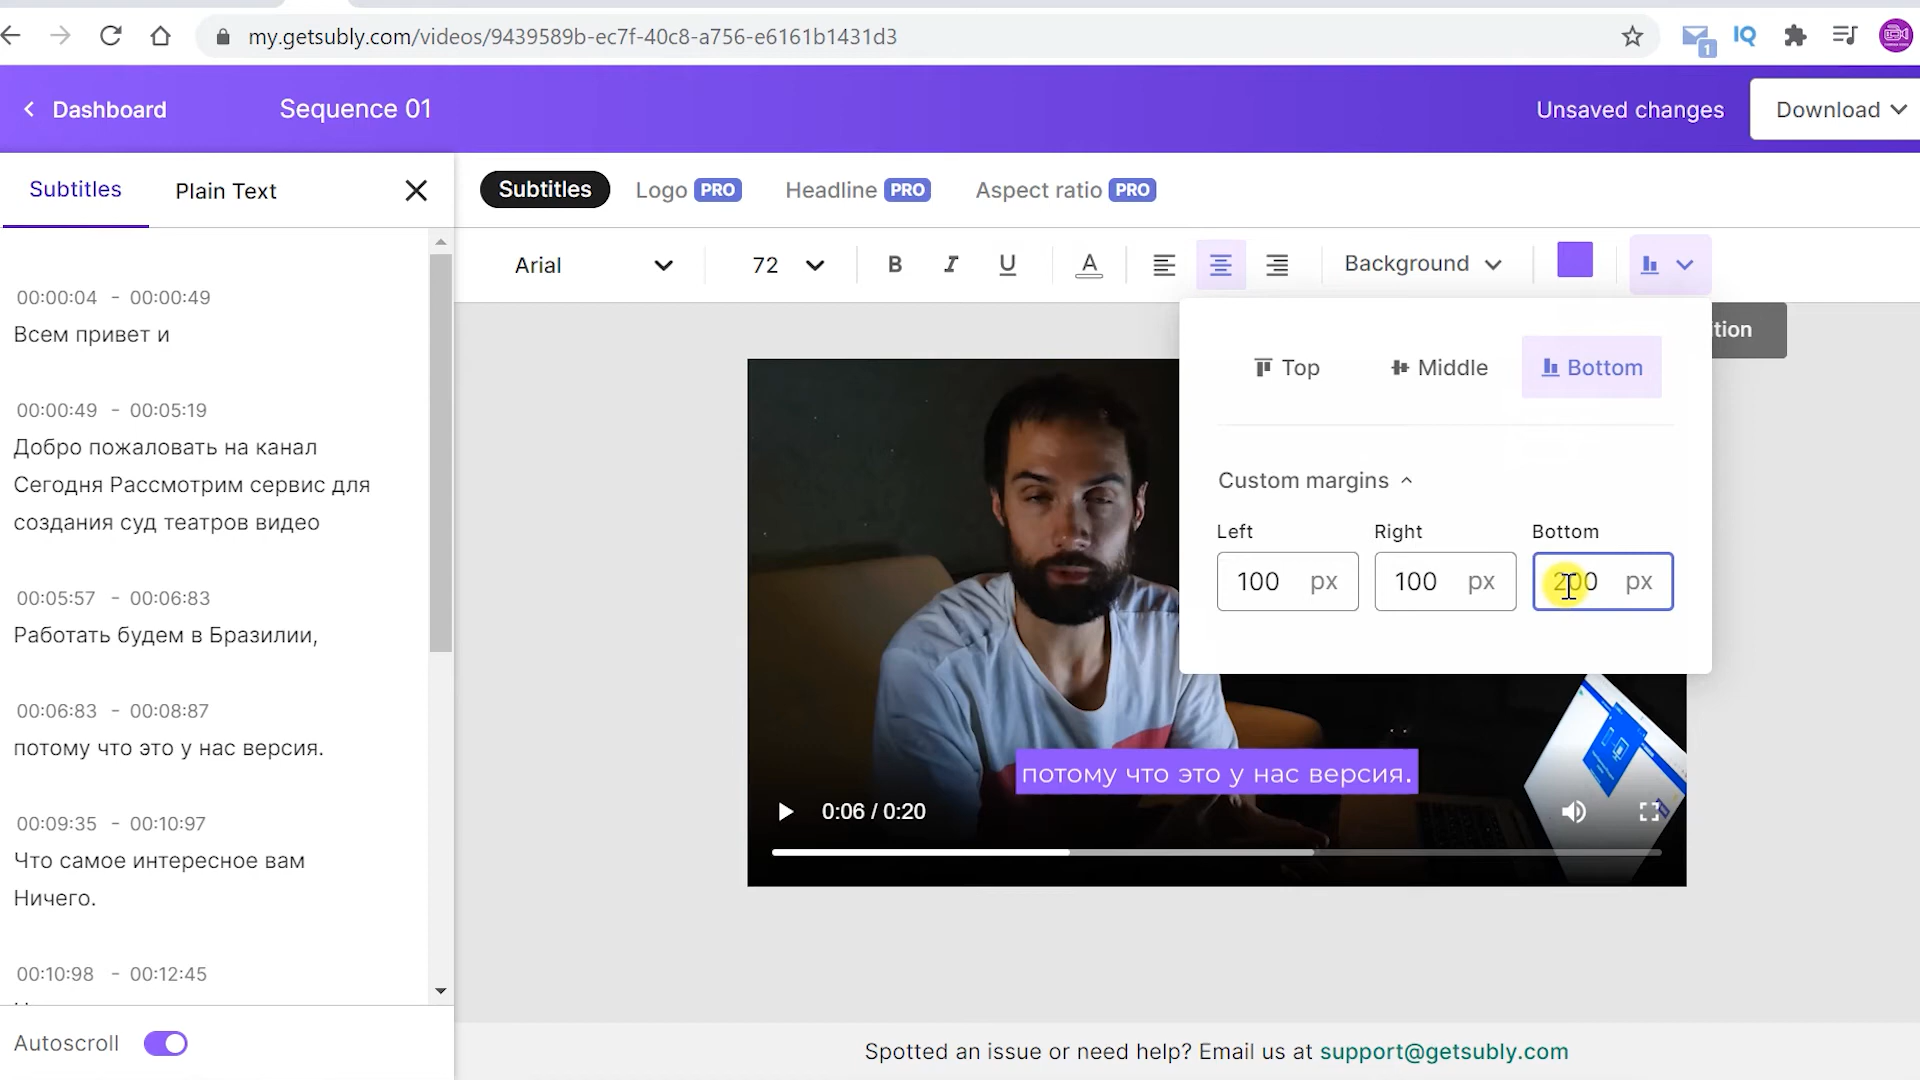 my.getsubly.com/videos/9439589b-ec7f-40c8-a756-e6161b1431d3
1
IQ
Dashboard
Sequence 01
Unsaved changes
Download
Subtitles
Plain Text
Subtitles
Logo PRO
Headline PRO
Aspect ratio PRO
Arial
72
B
I
U
A
Background
00:00:04 - 00:00:49
Всем привет и
00:00:49 - 00:05:19
Добро пожаловать на канал
Сегодня Рассмотрим сервис для
создания суд театров видео
00:05:57 - 00:06:83
Работать будем в Бразилии,
00:06:83 - 00:08:87
потому что это у нас версия.
00:09:35 - 00:10:97
Что самое интересное вам
Ничего.
00:10:98 - 00:12:45
Autoscroll
Top
Middle
Bottom
Custom margins
Left
Right
Bottom
100 px
100 px
200 px
потому что это у нас версия.
0:06 / 0:20
Spotted an issue or need help? Email us at support@getsubly.com